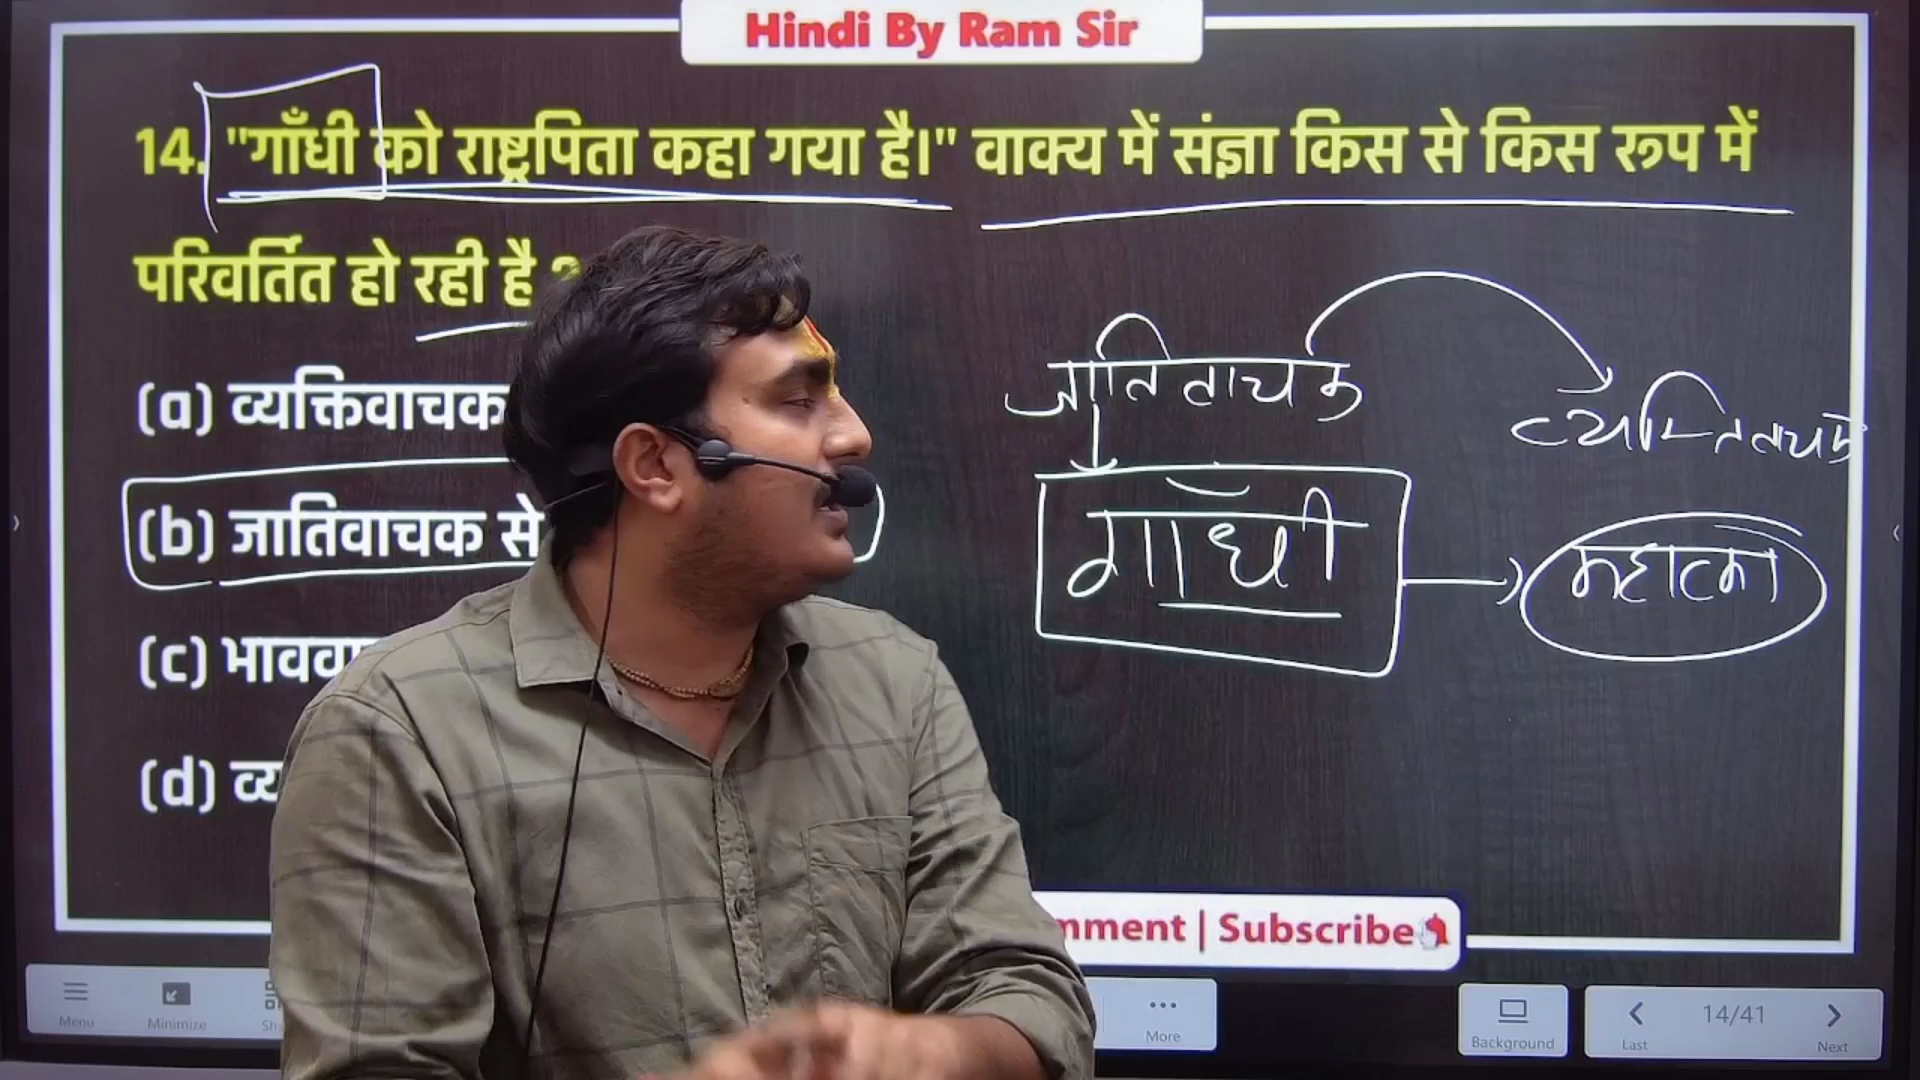 Hindi By Ram Sir
14. "गाँधी को राष्ट्रपिता कहा गया है।" वाक्य में संज्ञा किस से किस रूप में
परिवर्तित हो रही है
(a) व्यक्तिवाचक
(b) जातिवाचक से
(c)
(d)
जातिवाचक
व्यक्तिवाचक
गाँधी
महात्मा
| Subscribe
Menu
Minimize
More
Background
Last
14/41
Next